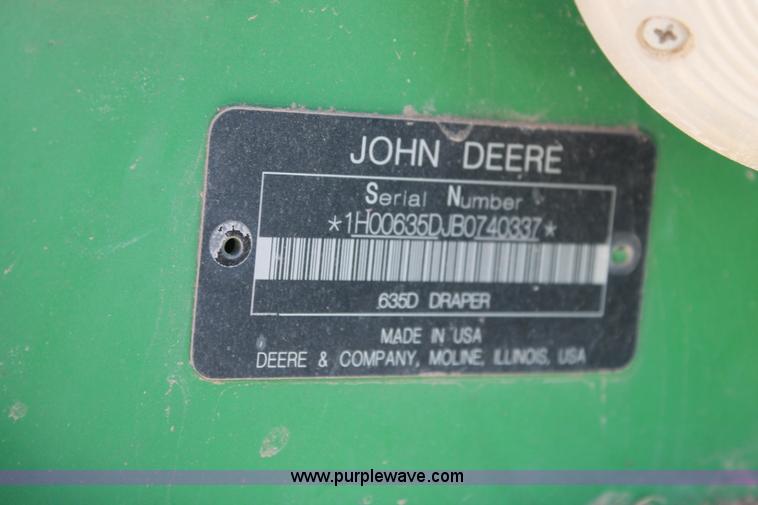 JOHN DEERE
Serial Number
*1H00635DJB0740337*
635D DRAPER
MADE IN USA
DEERE & COMPANY, MOLINE, ILLINOIS, USA
www.purplewave.com